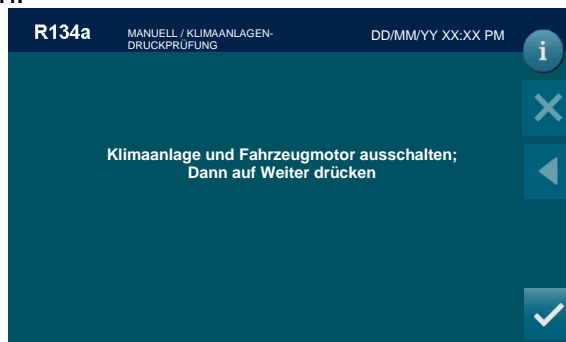 R134a
MANUELL / KLIMAANLAGEN-
DRUCKPRÜFUNG
DD/MM/YY XX:XX PM
i
Klimaanlage und Fahrzeugmotor ausschalten;
Dann auf Weiter drücken